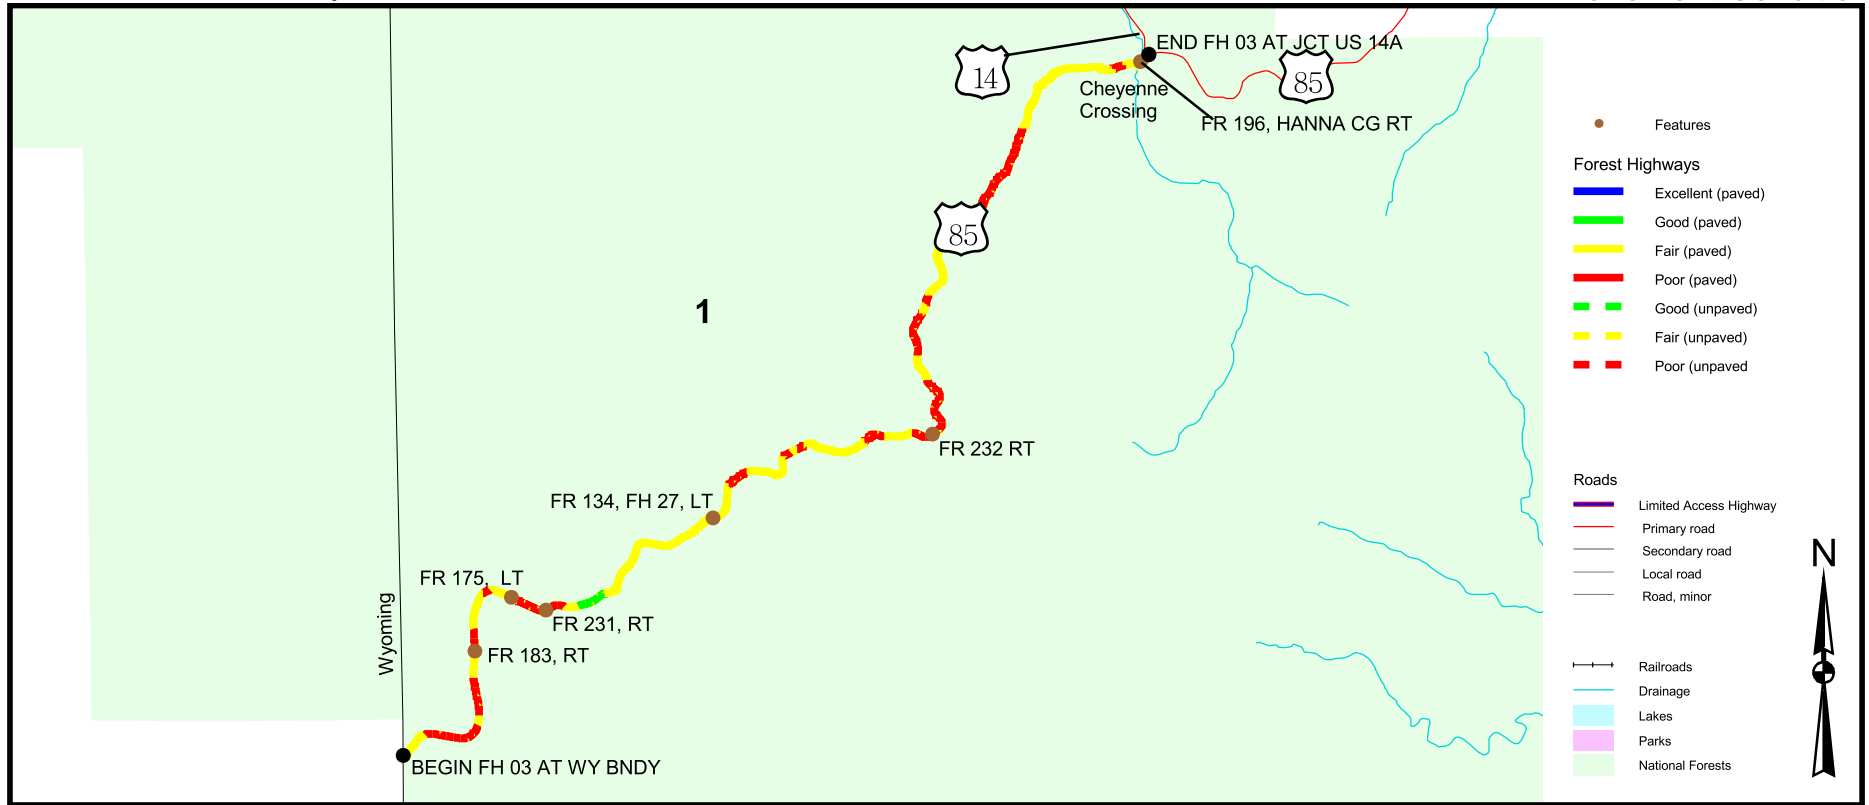 END FH 03 AT JCT US 14A
14
85
Cheyenne
Crossing
FR 196, HANNA CG RT
85
1
FR 232 RT
FR 134, FH 27, LT
FR 175, LT
FR 231, RT
FR 183, RT
Wyoming
BEGIN FH 03 AT WY BNDY
Features
Forest Highways
Excellent (paved)
Good (paved)
Fair (paved)
Poor (paved)
Good (unpaved)
Fair (unpaved)
Poor (unpaved
Roads
Limited Access Highway
Primary road
Secondary road
Local road
Road, minor
Railroads
Drainage
Lakes
Parks
National Forests
N